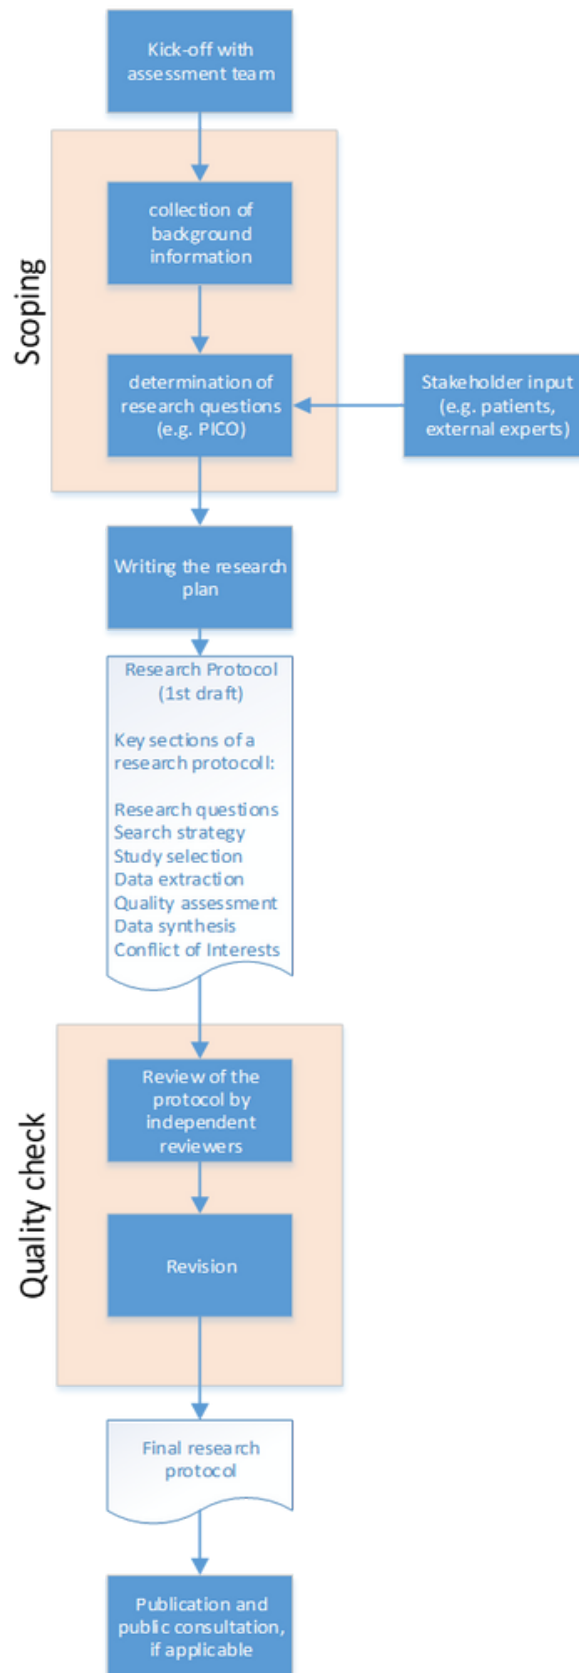 Kick-off with
assessment team
Scoping
collection of
background
information
determination of
research questions
(e.g. PICO)
Stakeholder input
(e.g. patients,
external experts)
Writing the research
plan
Research Protocol
(1st draft)
Key sections of a
research protocoll:
Research questions
Search strategy
Study selection
Data extraction
Quality assessment
Data synthesis
Conflict of Interests
Quality check
Review of the
protocol by
independent
reviewers
Revision
Final research
protocol
Publication and
public consultation,
if applicable